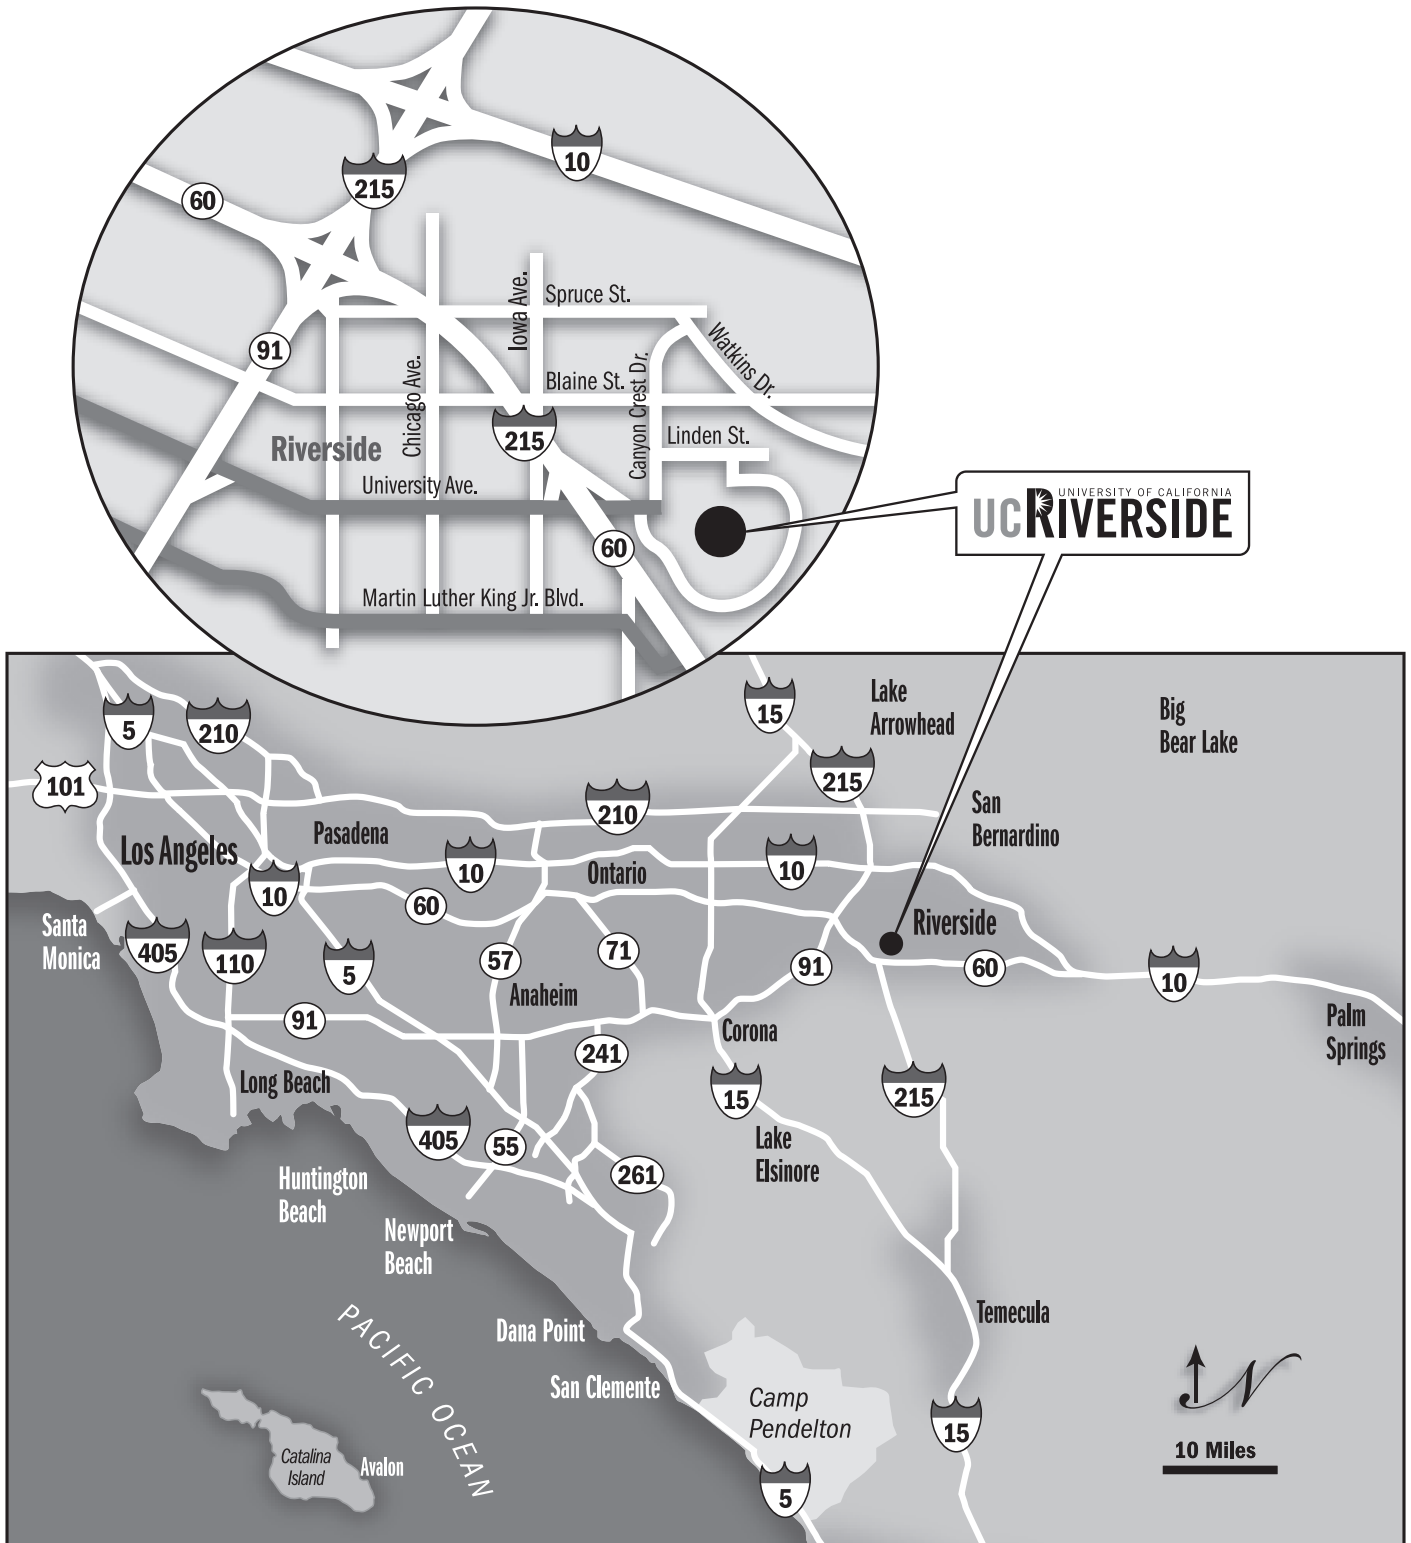 10
215
60
Iowa Ave.
Spruce St.
Watkins Dr.
91
Chicago Ave.
Blaine St.
Canyon Crest Dr.
Riverside
215
Linden St.
University Ave.
60
Martin Luther King Jr. Blvd.
UNIVERSITY OF CALIFORNIA
UCRIVERSIDE
5
210
15
Lake
Arrowhead
Big
Bear Lake
101
215
210
San
Bernardino
Pasadena
Los Angeles
10
10
Ontario
10
60
Santa
Monica
405
110
5
57
71
91
Riverside
60
10
Anaheim
91
Corona
Palm
Springs
241
Long Beach
15
215
405
55
Lake
Elsinore
261
Huntington
Beach
Newport
Beach
Temecula
PACIFIC OCEAN
Dana Point
San Clemente
Camp
Pendelton
N
15
10 Miles
Catalina
Island
Avalon
5